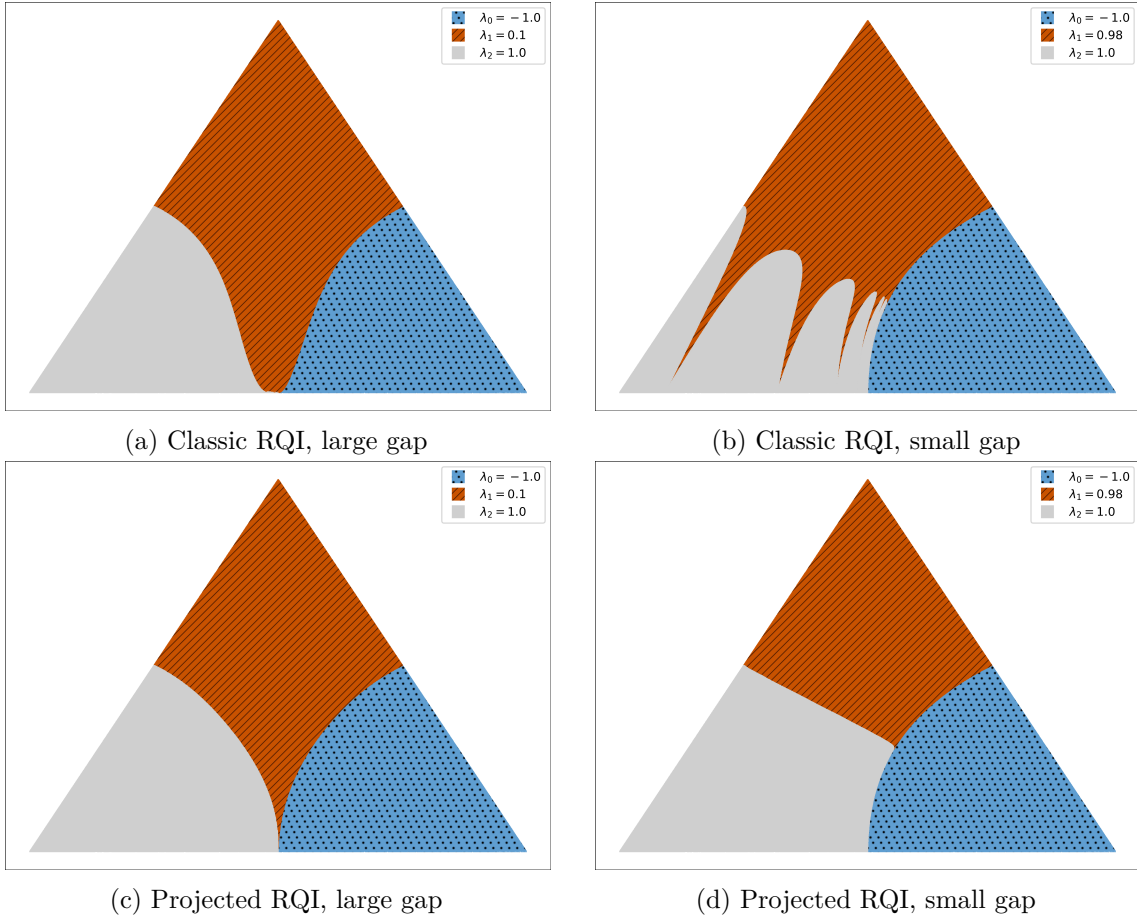 λ₀ = −1.0
λ₁ = 0.1
λ₂ = 1.0
λ₀ = −1.0
λ₁ = 0.98
λ₂ = 1.0
(a) Classic RQI, large gap
(b) Classic RQI, small gap
λ₀ = −1.0
λ₁ = 0.1
λ₂ = 1.0
λ₀ = −1.0
λ₁ = 0.98
λ₂ = 1.0
(c) Projected RQI, large gap
(d) Projected RQI, small gap